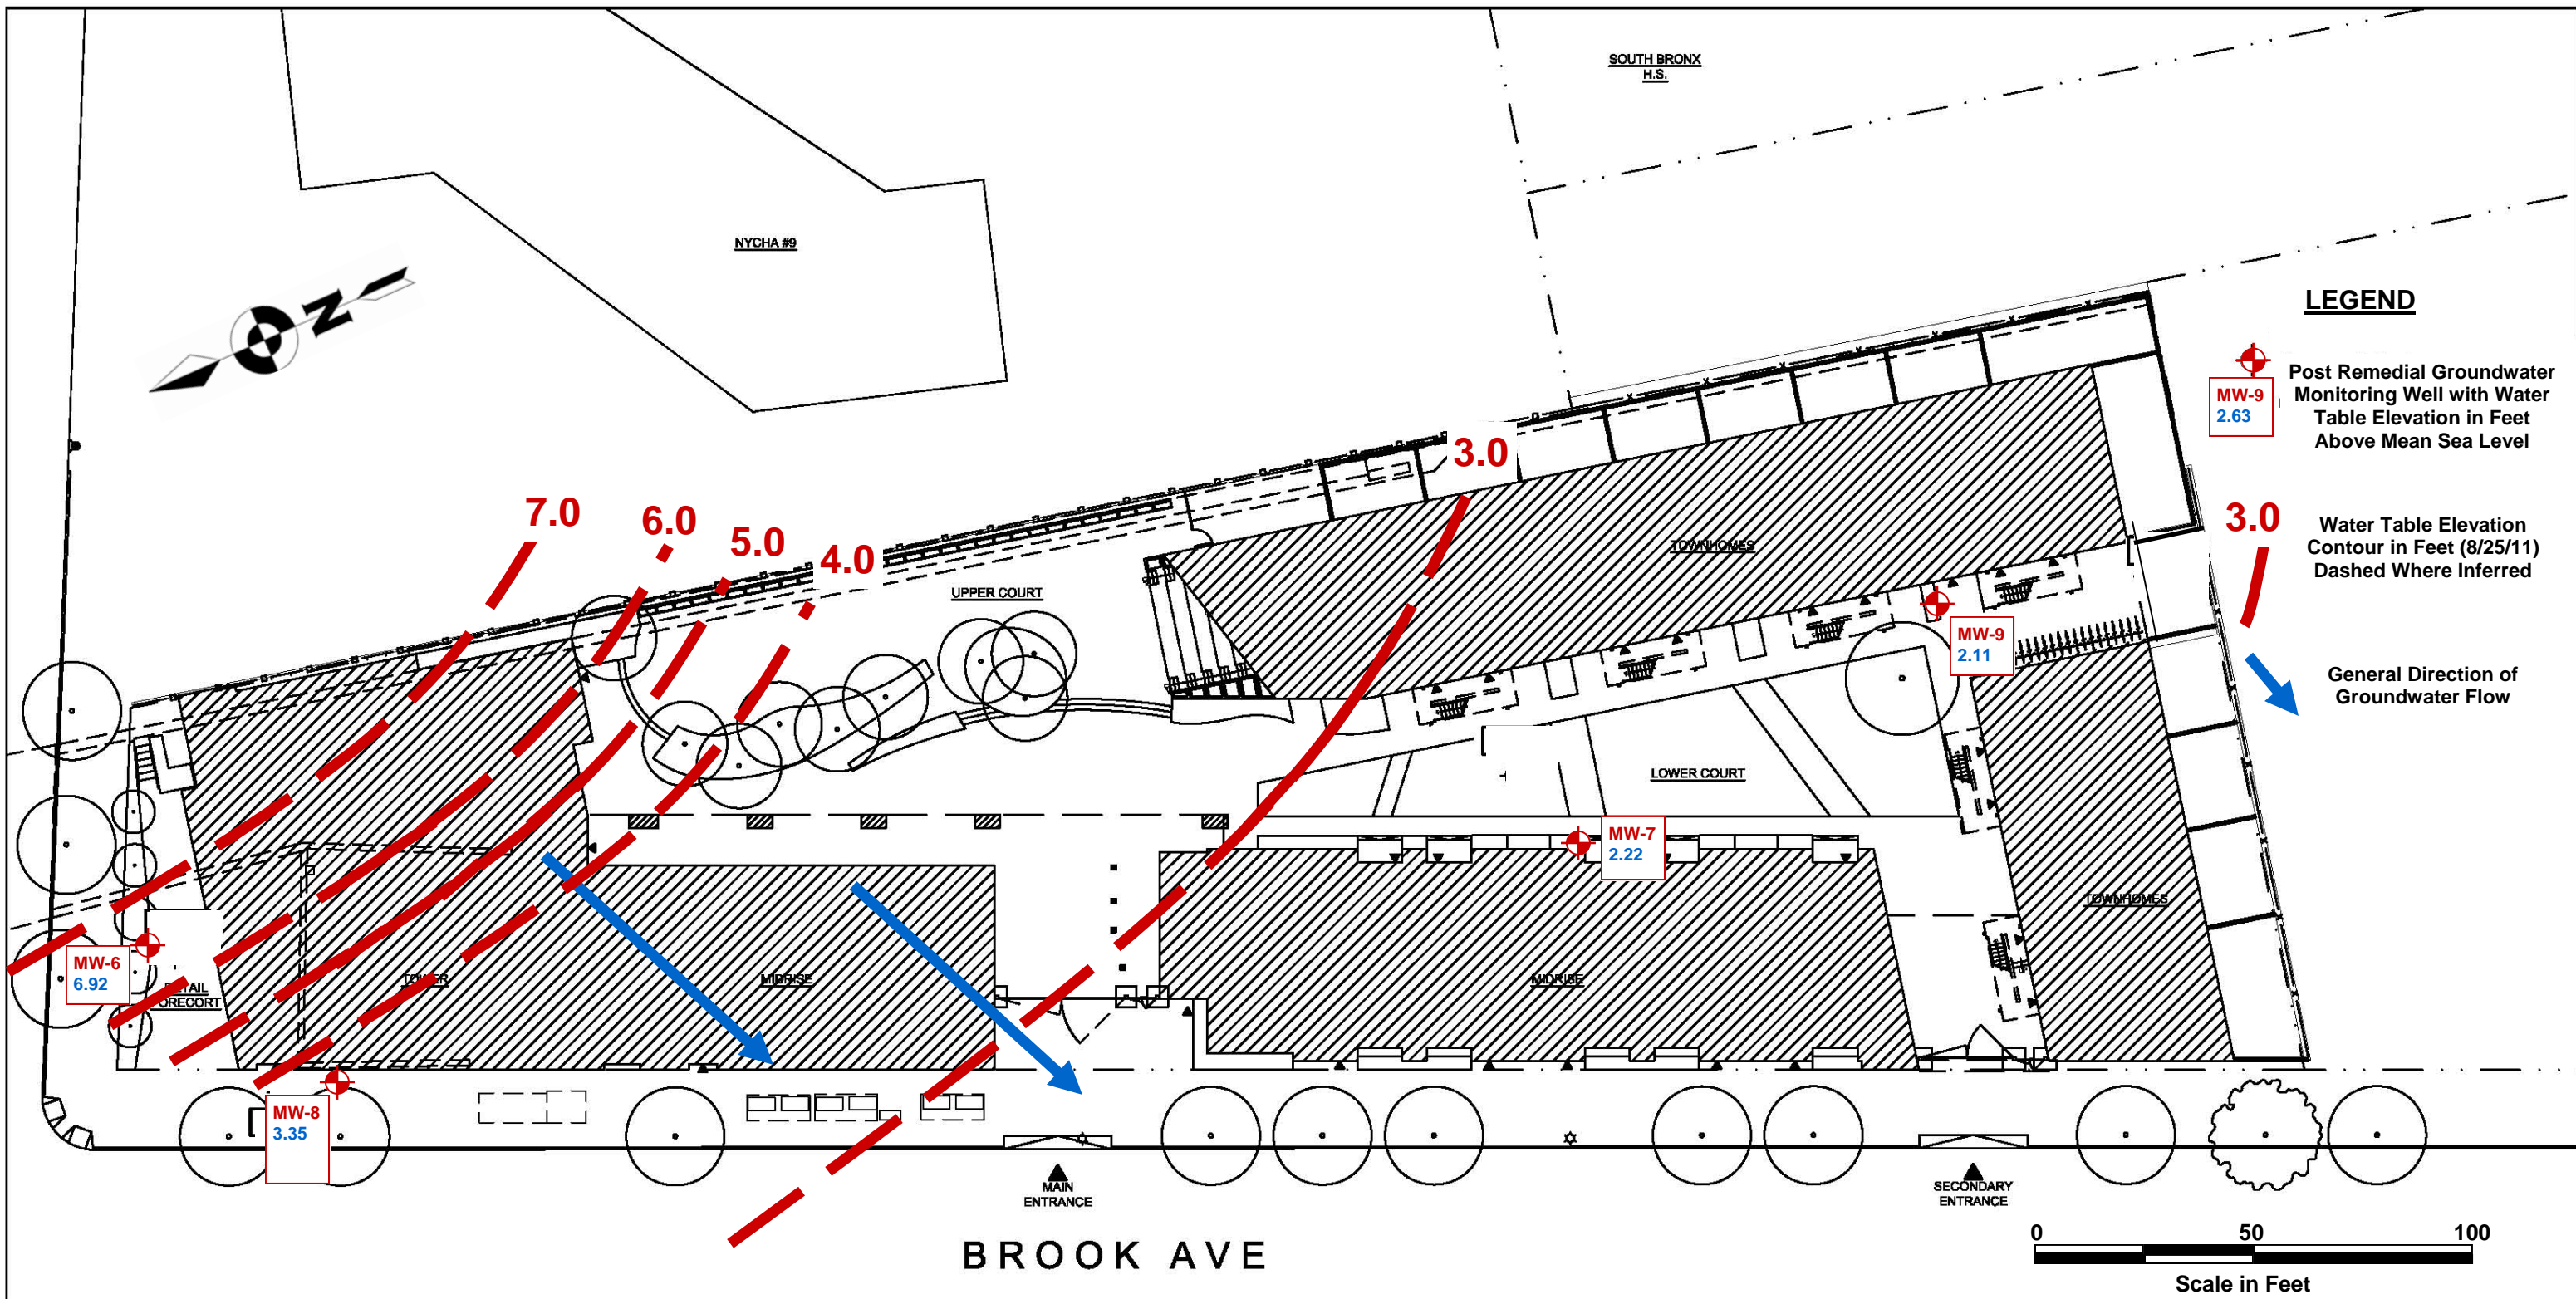 SOUTH BRONX
H.S.
NYCHA #9
N
LEGEND
Post Remedial Groundwater
Monitoring Well with Water
Table Elevation in Feet
Above Mean Sea Level
MW-9
2.63
3.0
Water Table Elevation
Contour in Feet (8/25/11)
Dashed Where Inferred
General Direction of
Groundwater Flow
7.0
6.0
5.0
4.0
3.0
UPPER COURT
TOWNHOMES
MW-9
2.11
LOWER COURT
MW-7
2.22
TOWNHOMES
MW-6
6.92
TOWER
MIDRISE
MIDRISE
ETAIL
ORECORT
MW-8
3.35
MAIN
ENTRANCE
SECONDARY
ENTRANCE
BROOK AVE
0 50 100
Scale in Feet